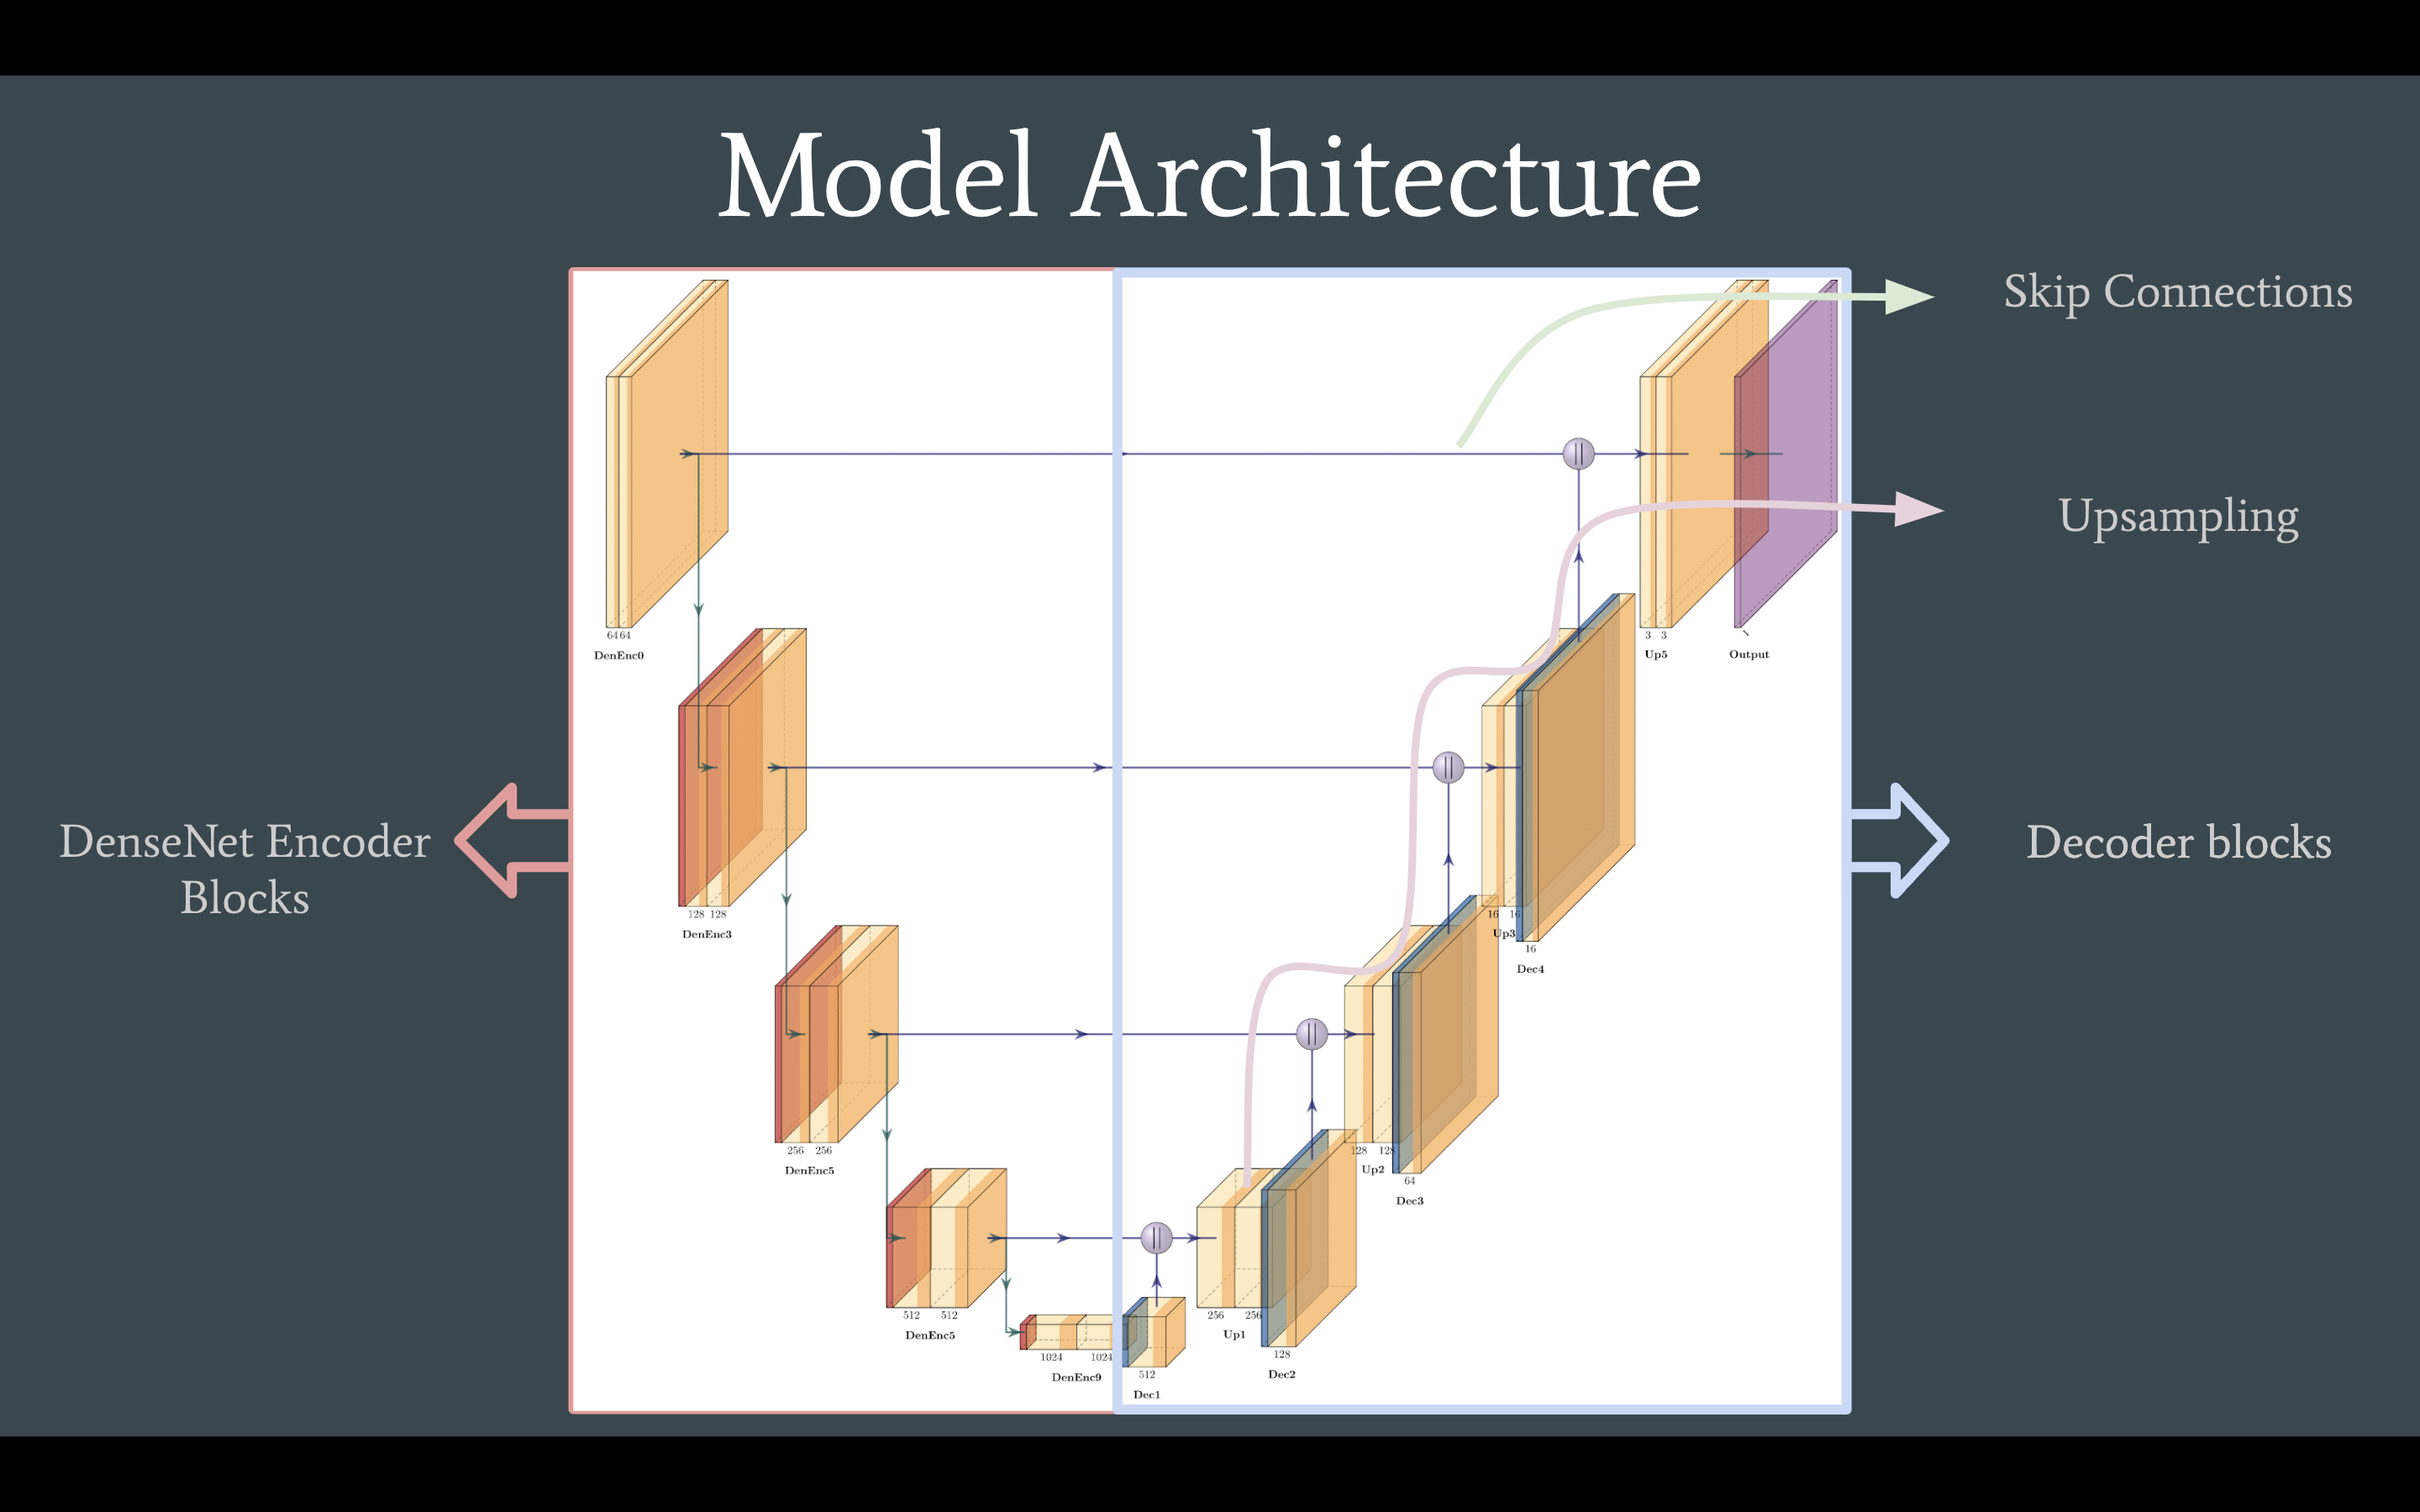 Model Architecture
Skip Connections
Upsampling
DenseNet Encoder
Blocks
Decoder blocks
64 64
DenEnc0
128 128
DenEnc3
256 256
DenEnc5
512 512
DenEnc5
1024 1024
DenEnc9
512
Dec1
256 256
Up1
128
Dec2
128 128
Up2
64
Dec3
16 16
Up3
16
Dec4
3 3
Up5
Output